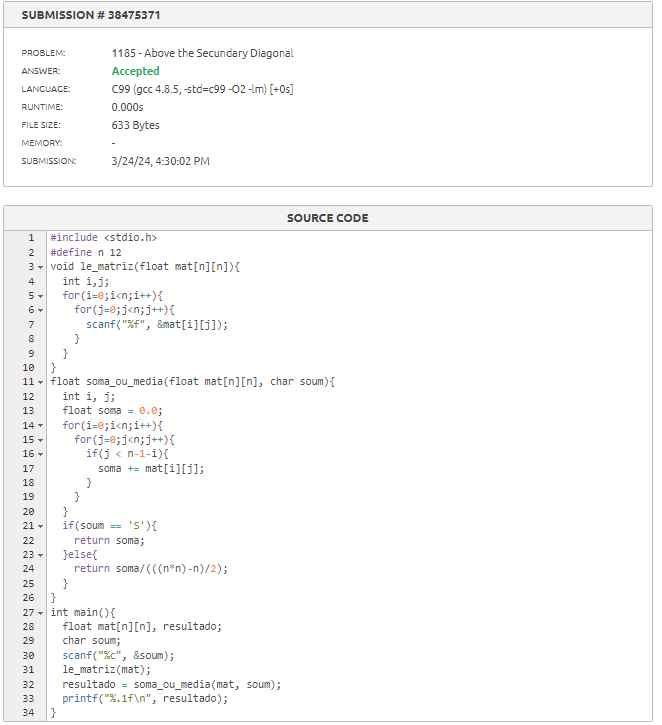 SUBMISSION # 38475371
PROBLEM: 1185 - Above the Secundary Diagonal
ANSWER: Accepted
LANGUAGE: C99 (gcc 4.8.5, -std=c99 -O2 -lm) [+0s]
RUNTIME: 0.000s
FILE SIZE: 633 Bytes
MEMORY: -
SUBMISSION: 3/24/24, 4:30:02 PM
SOURCE CODE
1 #include <stdio.h>
2 #define n 12
3 void le_matriz(float mat[n][n]){
4   int i,j;
5   for(i=0;i<n;i++){
6     for(j=0;j<n;j++){
7       scanf("%f", &mat[i][j]);
8     }
9   }
10 }
11 float soma_ou_media(float mat[n][n], char soum){
12   int i, j;
13   float soma = 0.0;
14   for(i=0;i<n;i++){
15     for(j=0;j<n;j++){
16       if(j < n-1-i){
17         soma += mat[i][j];
18       }
19     }
20   }
21   if(soum == 'S'){
22     return soma;
23   }else{
24     return soma/(((n*n)-n)/2);
25   }
26 }
27 int main(){
28   float mat[n][n], resultado;
29   char soum;
30   scanf("%c", &soum);
31   le_matriz(mat);
32   resultado = soma_ou_media(mat, soum);
33   printf("%.1f\n", resultado);
34 }